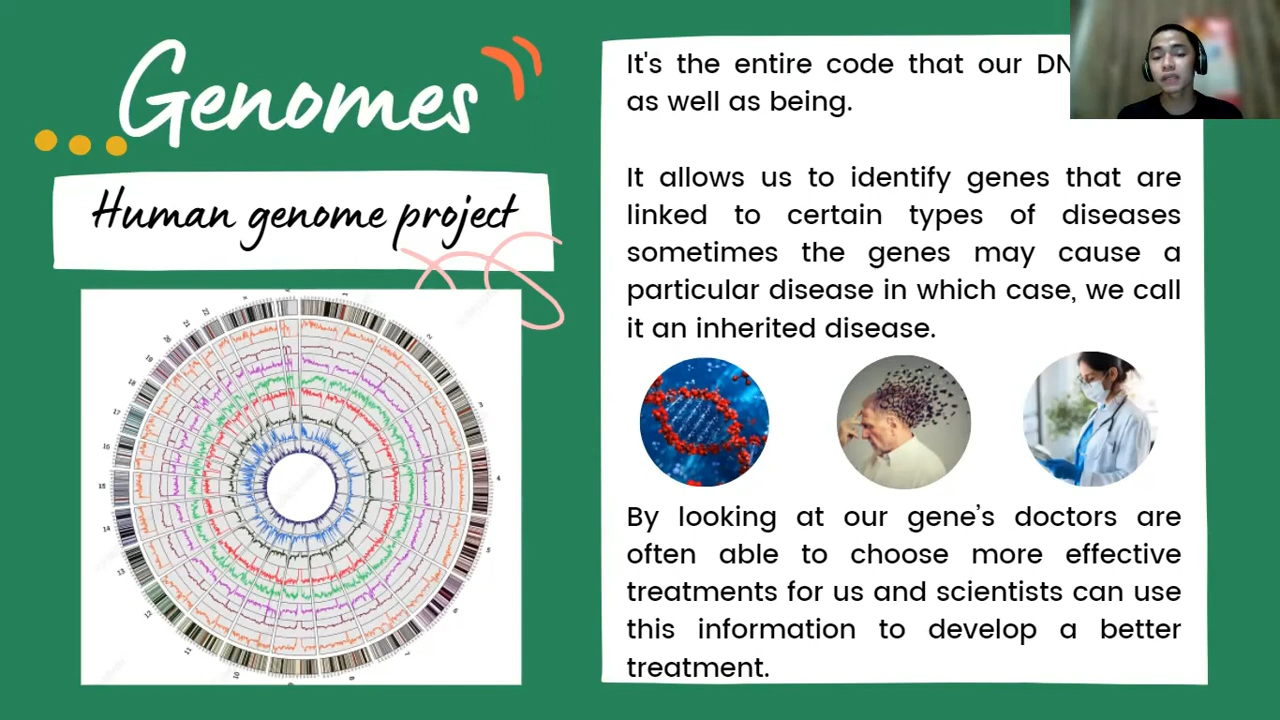 Genomes
Human genome project
It's the entire code that our
as well as being.
It allows us to identify genes that are
linked to certain types of diseases
sometimes the genes may cause a
particular disease in which case, we call
it an inherited disease.
By looking at our gene's doctors are
often able to choose more effective
treatments for us and scientists can use
this information to develop a better
treatment.